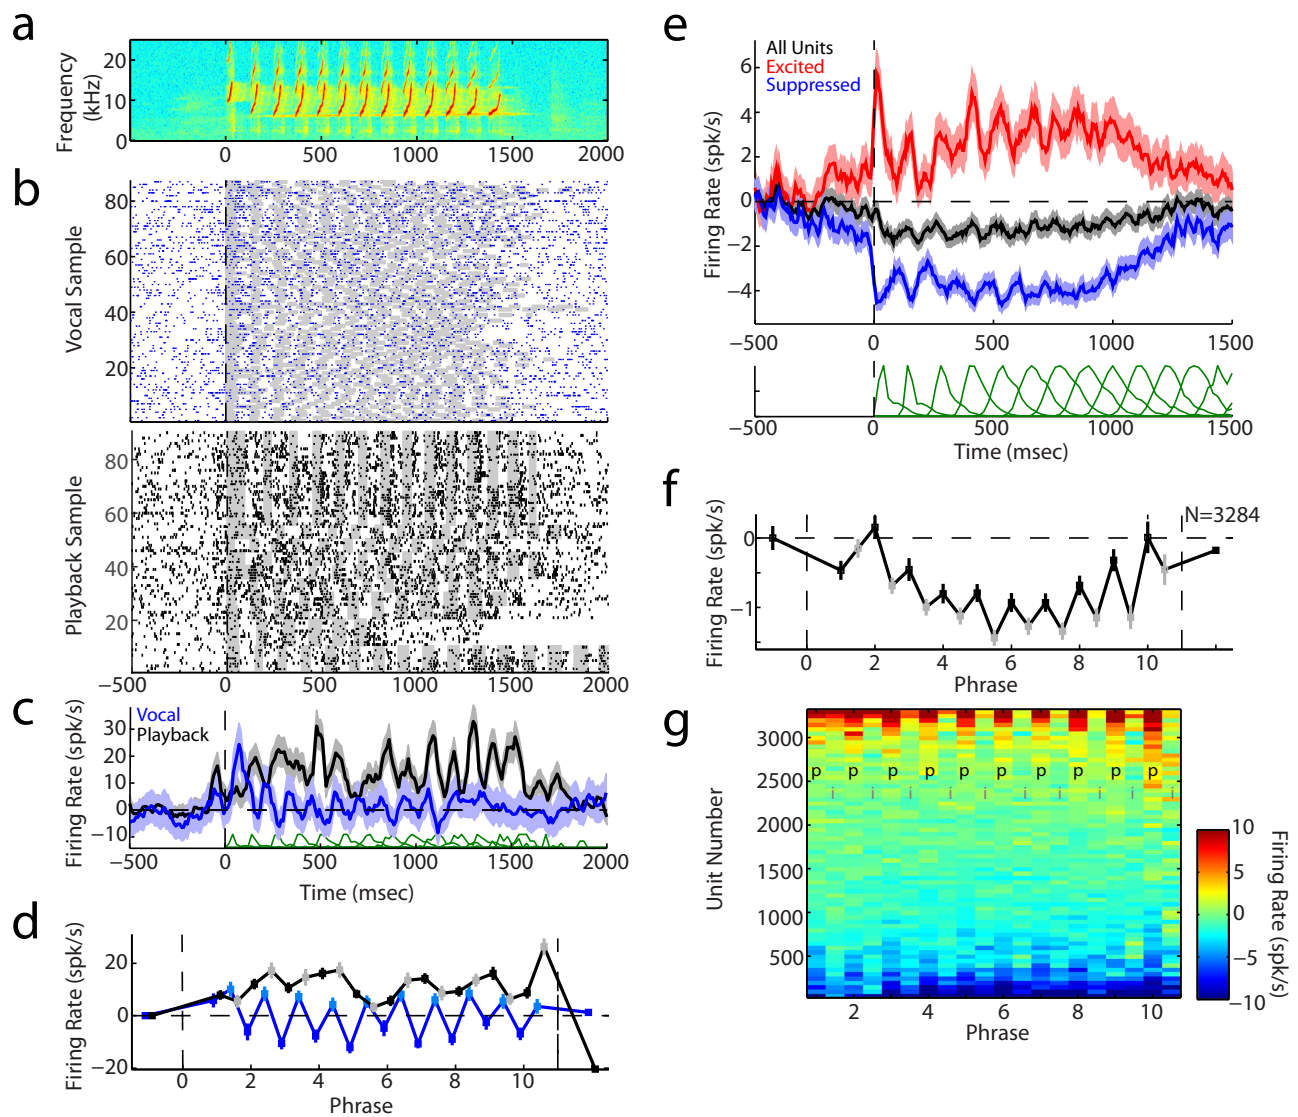 a
Frequency
(kHz)
20
10
0
0
500
1000
1500
2000
b
Vocal Sample
80
60
40
20
Playback Sample
80
60
40
20
−500
0
500
1000
1500
2000
c
Vocal
Playback
Firing Rate (spk/s)
30
20
10
0
−10
−500
0
500
1000
1500
2000
Time (msec)
d
Firing Rate (spk/s)
20
0
−20
0
2
4
6
8
10
Phrase
e
All Units
Excited
Suppressed
Firing Rate (spk/s)
6
4
2
0
−2
−4
−500
0
500
1000
1500
−500
0
500
1000
1500
Time (msec)
f
N=3284
Firing Rate (spk/s)
0
−1
0
2
4
6
8
10
Phrase
g
Unit Number
3000
2500
2000
1500
1000
500
p p p p p p p p p p
i i i i i i i i i i
2
4
6
8
10
Phrase
10
5
0
−5
−10
Firing Rate (spk/s)